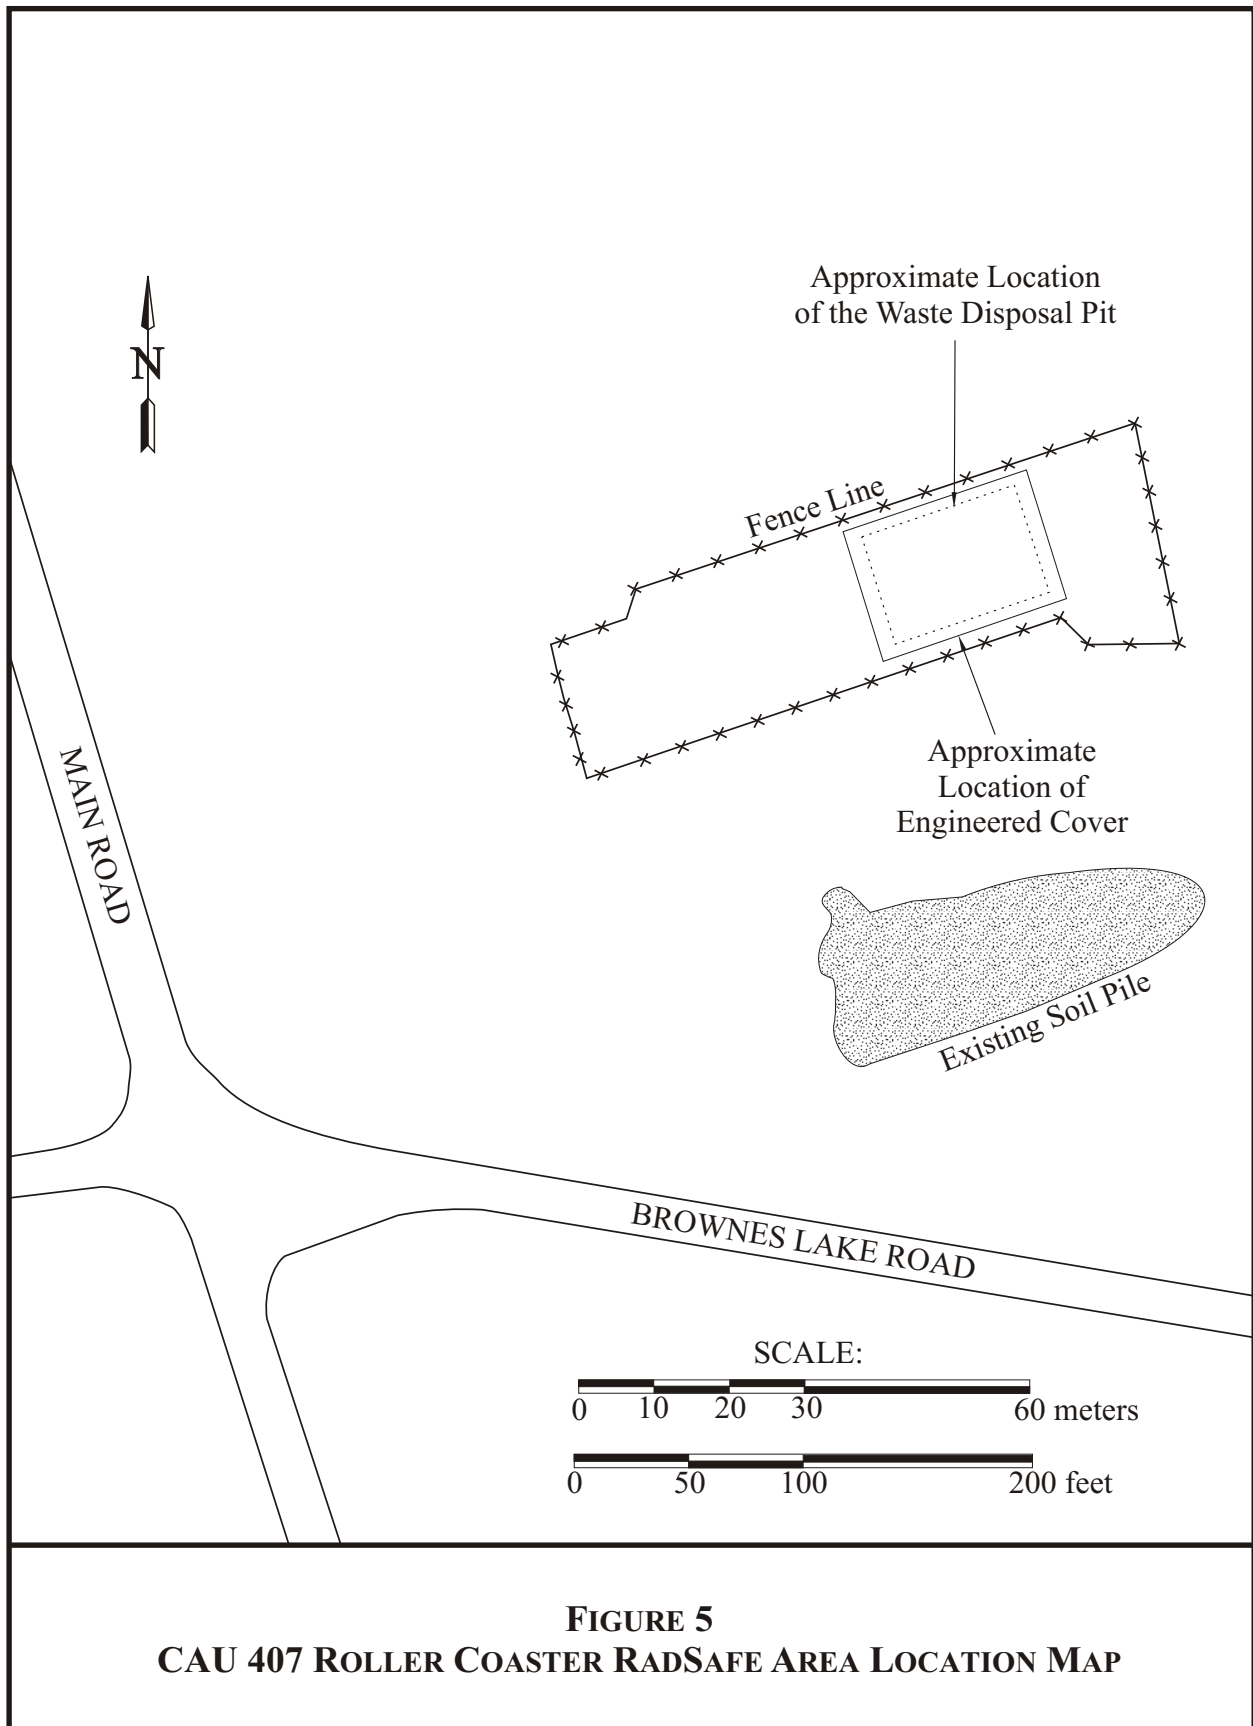 Approximate Location
of the Waste Disposal Pit
N
Fence Line
Approximate
Location of
Engineered Cover
MAIN ROAD
Existing Soil Pile
BROWNES LAKE ROAD
SCALE:
0 10 20 30 60 meters
0 50 100 200 feet
FIGURE 5
CAU 407 ROLLER COASTER RADSAFE AREA LOCATION MAP